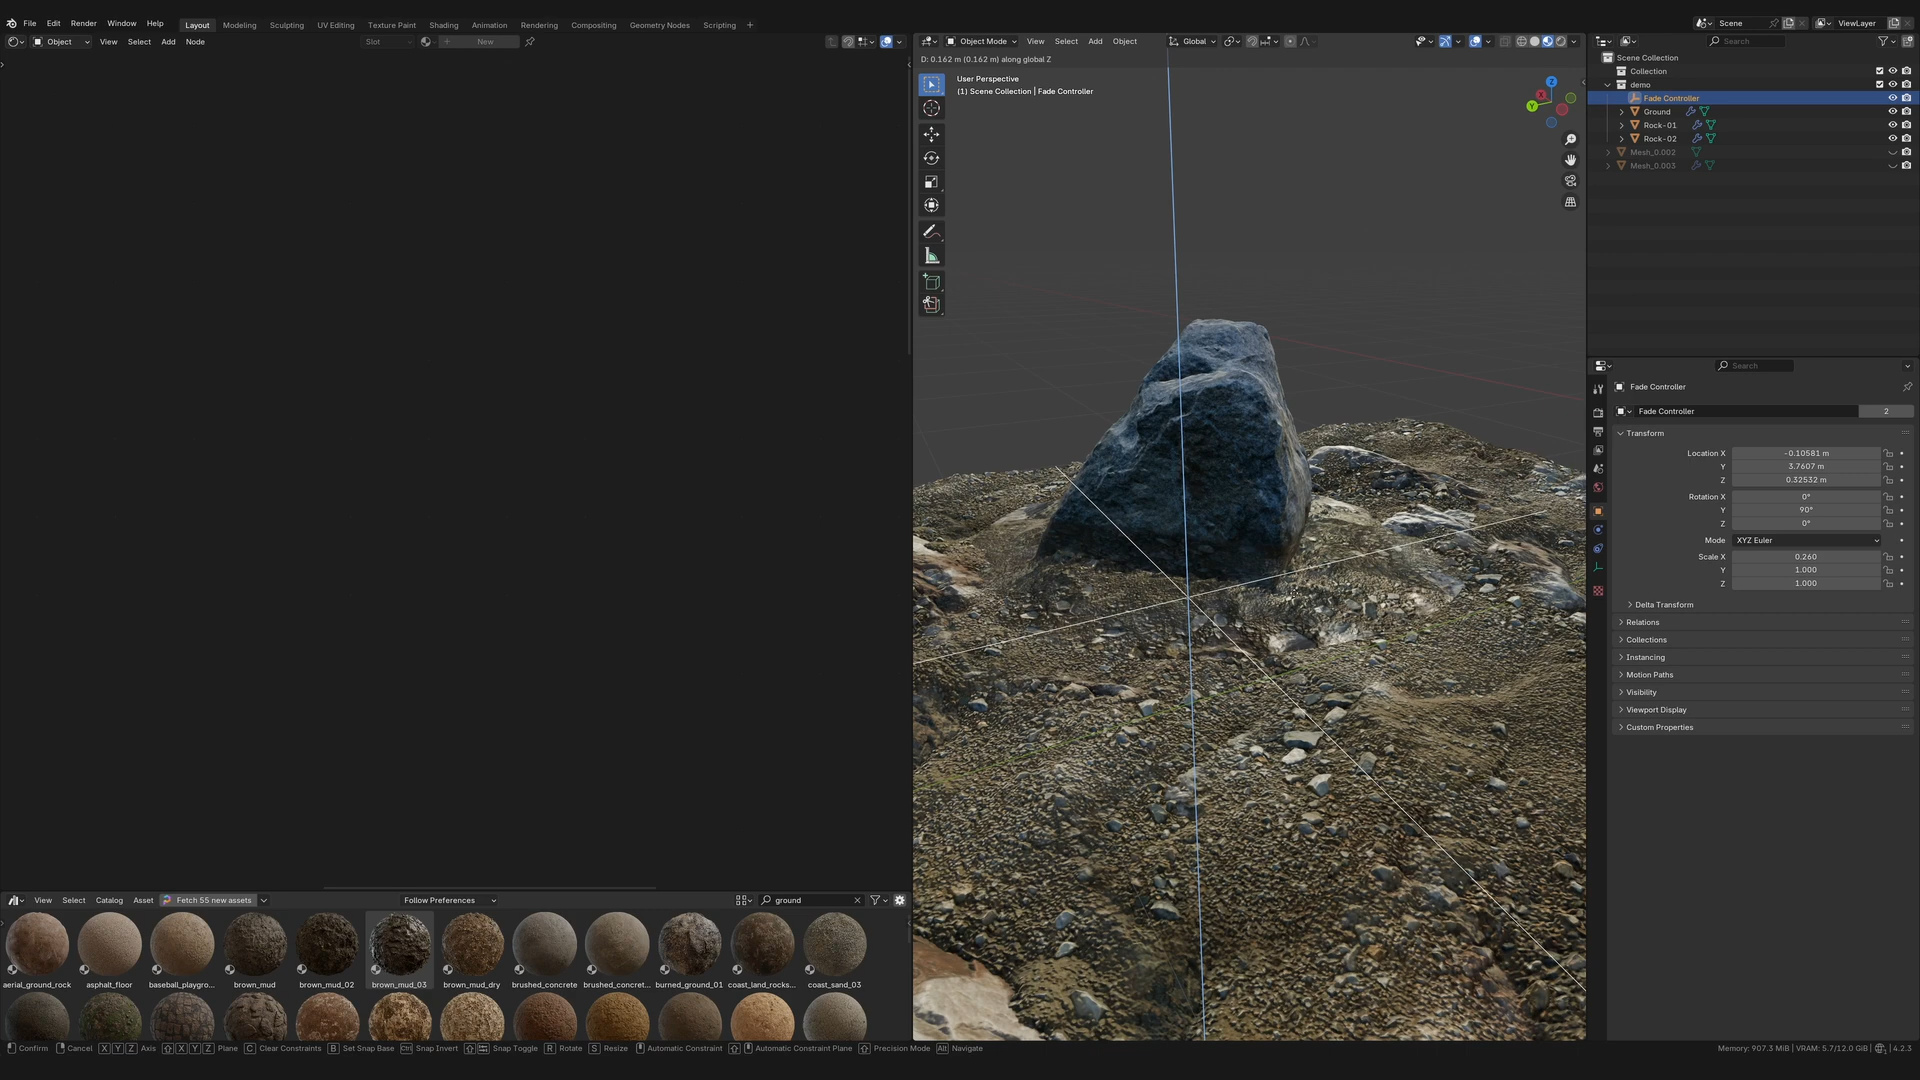 File Edit Render Window Help Layout Modeling Sculpting UV Editing Texture Paint Shading Animation Rendering Compositing Geometry Nodes Scripting + Scene ViewLayer
Object View Select Add Node Slot New
Object Mode View Select Add Object Global
Search
D: 0.162 m (0.162 m) along global Z
User Perspective
(1) Scene Collection | Fade Controller
Z
X
Y
Scene Collection
Collection
demo
Fade Controller
Ground
Rock-01
Rock-02
Mesh_0.002
Mesh_0.003
Search
Fade Controller
Fade Controller 2
Transform
Location X -0.10581 m
Y 3.7607 m
Z 0.32532 m
Rotation X 0°
Y 90°
Z 0°
Mode XYZ Euler
Scale X 0.260
Y 1.000
Z 1.000
Delta Transform
Relations
Collections
Instancing
Motion Paths
Visibility
Viewport Display
Custom Properties
View Select Catalog Asset Fetch 55 new assets Follow Preferences ground
aerial_ground_rock asphalt_floor baseball_playgro... brown_mud brown_mud_02 brown_mud_03 brown_mud_dry brushed_concrete brushed_concret... burned_ground_01 coast_land_rocks... coast_sand_03
Confirm Cancel X Y Z Axis X Y Z Plane C Clear Constraints B Set Snap Base Ctrl Snap Invert Snap Toggle R Rotate S Resize Automatic Constraint Automatic Constraint Plane Precision Mode Alt Navigate Memory: 907.3 MiB | VRAM: 5.7/12.0 GiB | 4.2.3